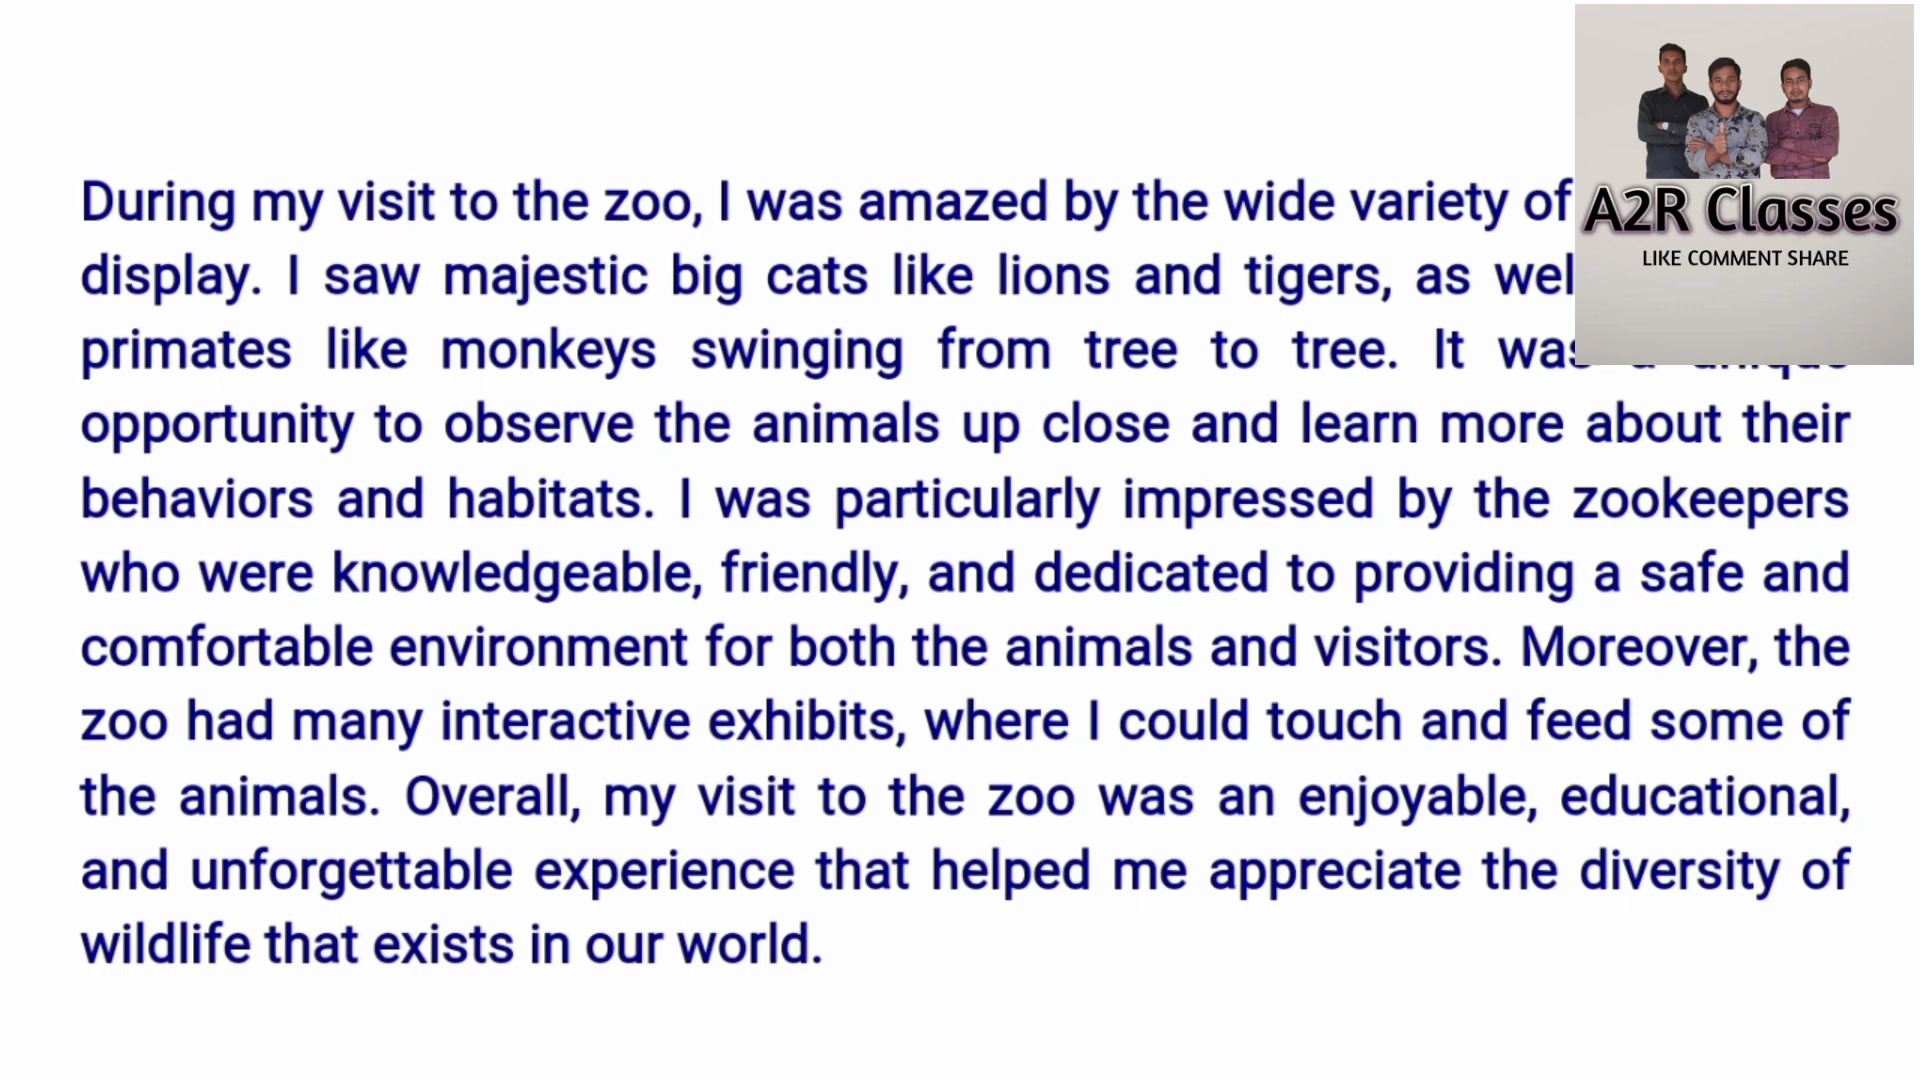 During my visit to the zoo, I was amazed by the wide variety of
display. I saw majestic big cats like lions and tigers, as
primates like monkeys swinging from tree to tree. It was
opportunity to observe the animals up close and learn more about their
behaviors and habitats. I was particularly impressed by the zookeepers
who were knowledgeable, friendly, and dedicated to providing a safe and
comfortable environment for both the animals and visitors. Moreover, the
zoo had many interactive exhibits, where I could touch and feed some of
the animals. Overall, my visit to the zoo was an enjoyable, educational,
and unforgettable experience that helped me appreciate the diversity of
wildlife that exists in our world.
A2R Classes
LIKE COMMENT SHARE